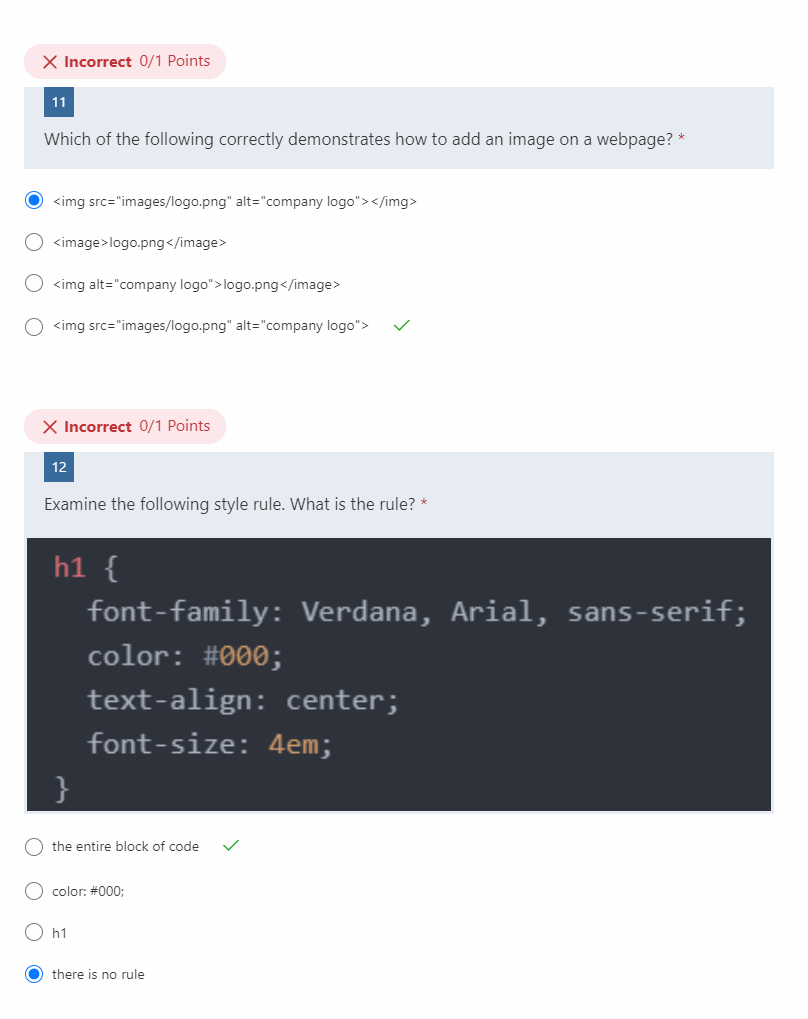 Incorrect 0/1 Points
11
Which of the following correctly demonstrates how to add an image on a webpage? *
<img src="images/logo.png" alt="company logo"></img>
<image>logo.png</image>
<img alt="company logo">logo.png</image>
<img src="images/logo.png" alt="company logo">
Incorrect 0/1 Points
12
Examine the following style rule. What is the rule? *
h1 {
font-family: Verdana, Arial, sans-serif;
color: #000;
text-align: center;
font-size: 4em;
}
the entire block of code
color: #000;
h1
there is no rule